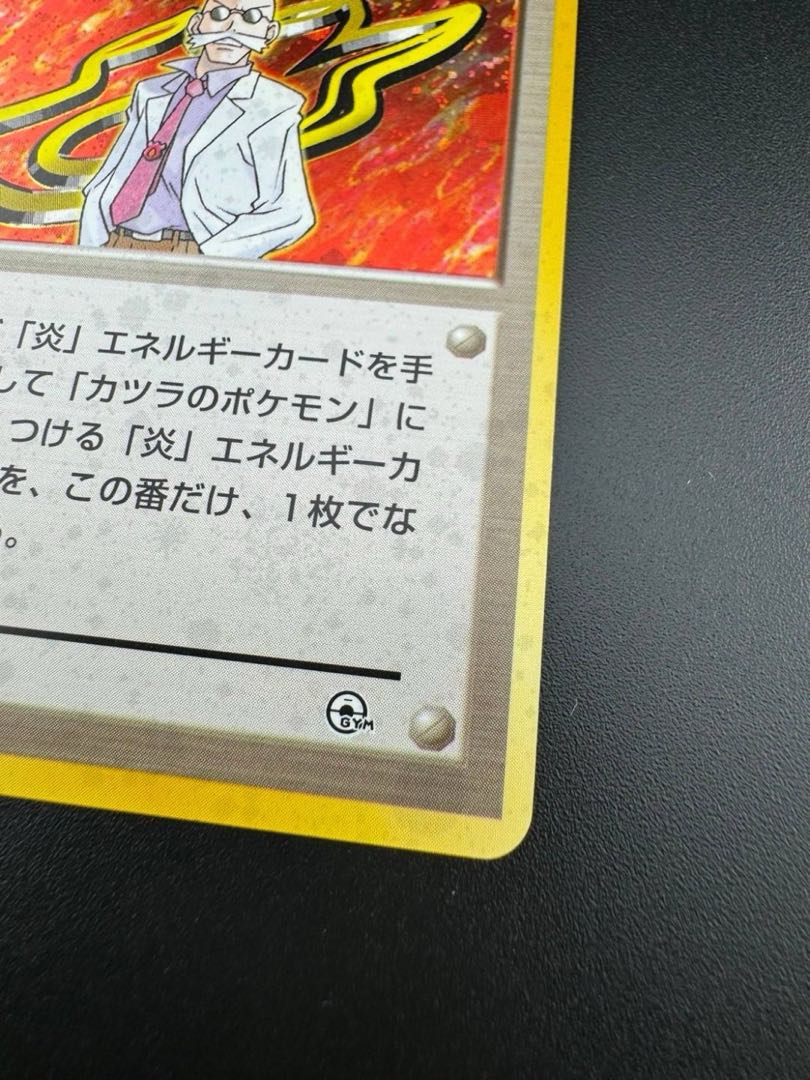 「炎」エネルギーカードを手
して「カツラのポケモン」に
つける「炎」エネルギーカ
を、この番だけ、1枚でな
。
GYM